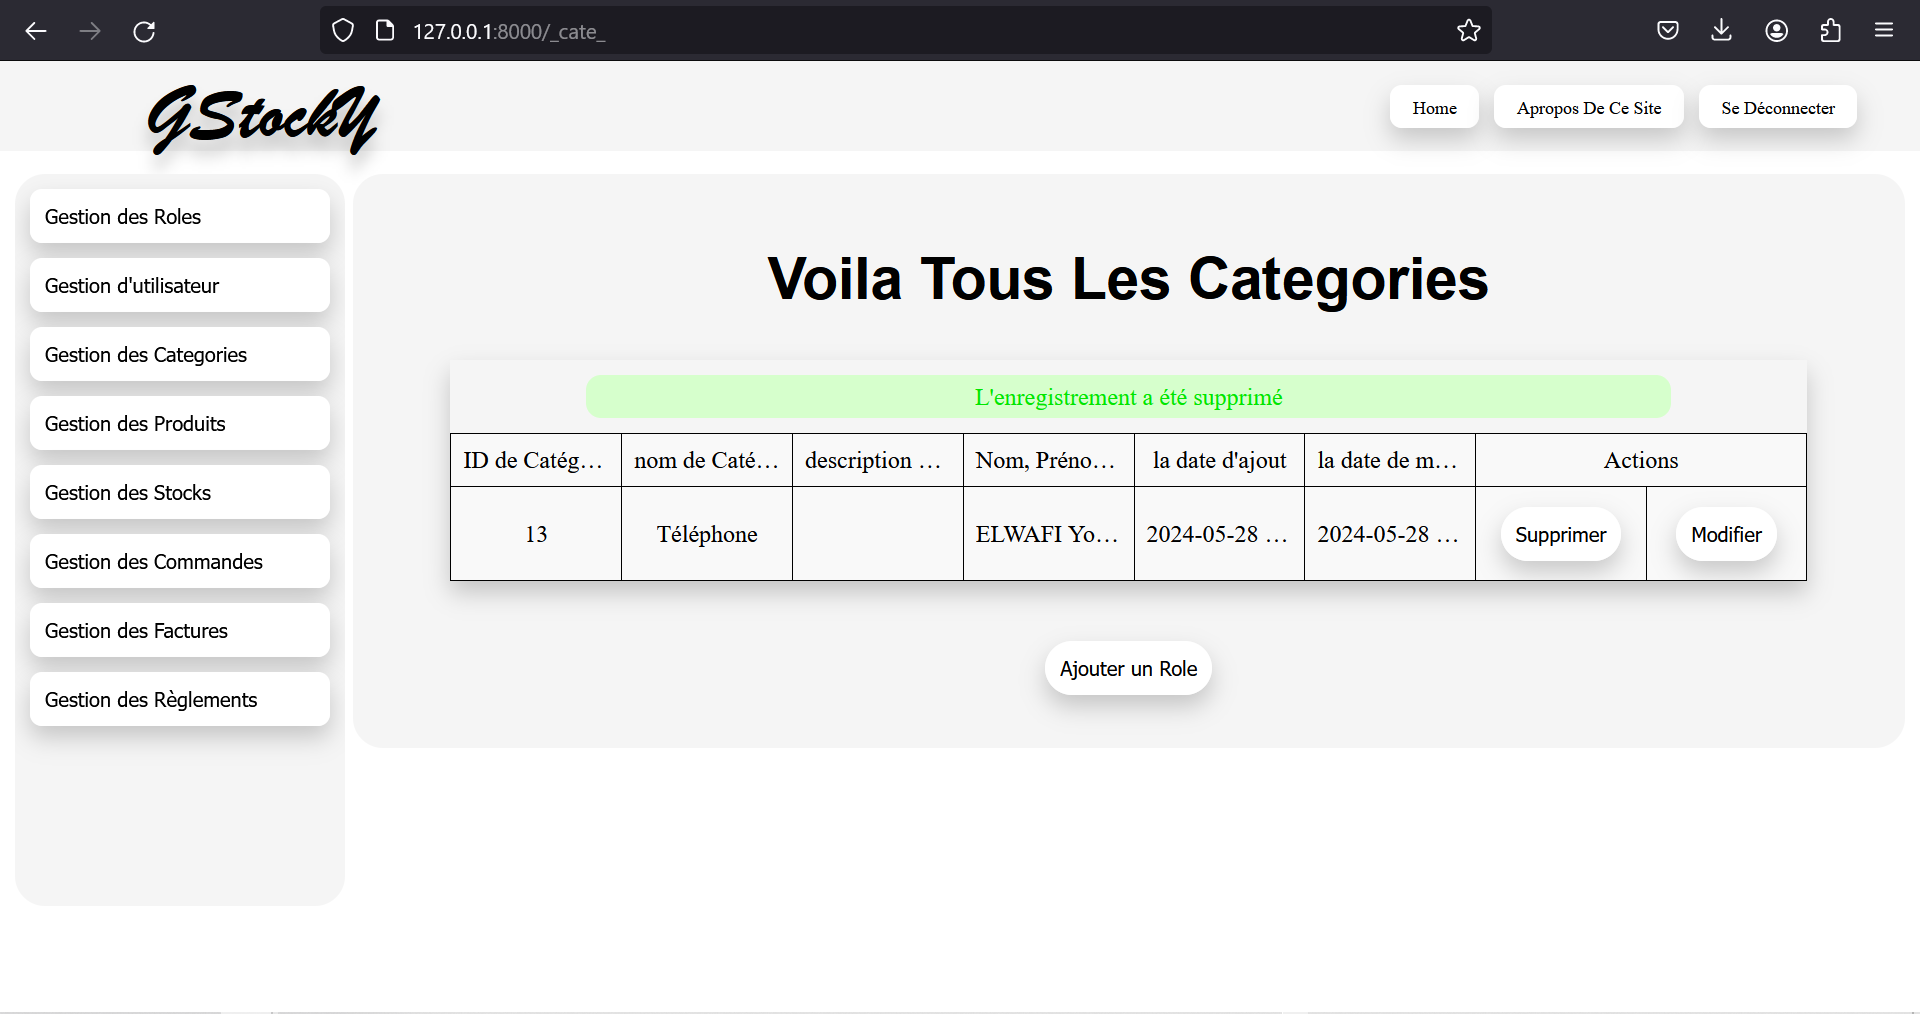 127.0.0.1:8000/_cate_
GStockY
Home
Apropos De Ce Site
Se Déconnecter
Gestion des Roles
Gestion d'utilisateur
Gestion des Categories
Gestion des Produits
Gestion des Stocks
Gestion des Commandes
Gestion des Factures
Gestion des Règlements
Voila Tous Les Categories
L'enregistrement a été supprimé
ID de Catég… nom de Caté… description … Nom, Préno… la date d'ajout la date de m… Actions
13 Téléphone ELWAFI Yo… 2024-05-28 … 2024-05-28 … Supprimer Modifier
Ajouter un Role